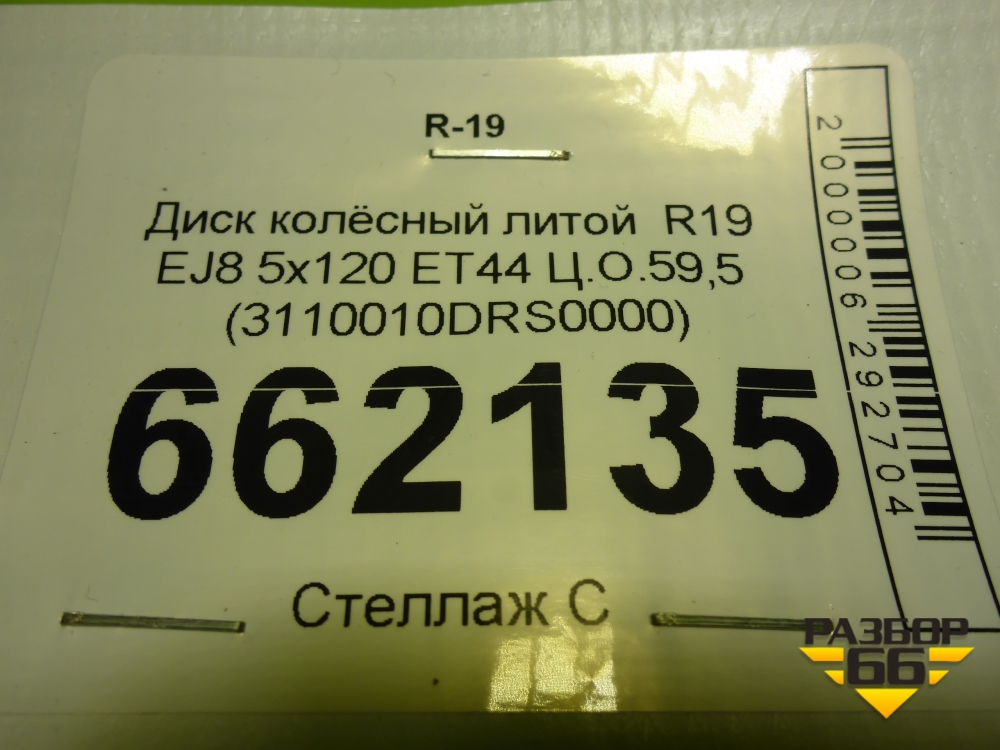 R-19
Диск колёсный литой R19
EJ8 5x120 ET44 Ц.О.59,5
(3110010DRS0000)
662135
Стеллаж С
2000006292704
РАЗБОР
66